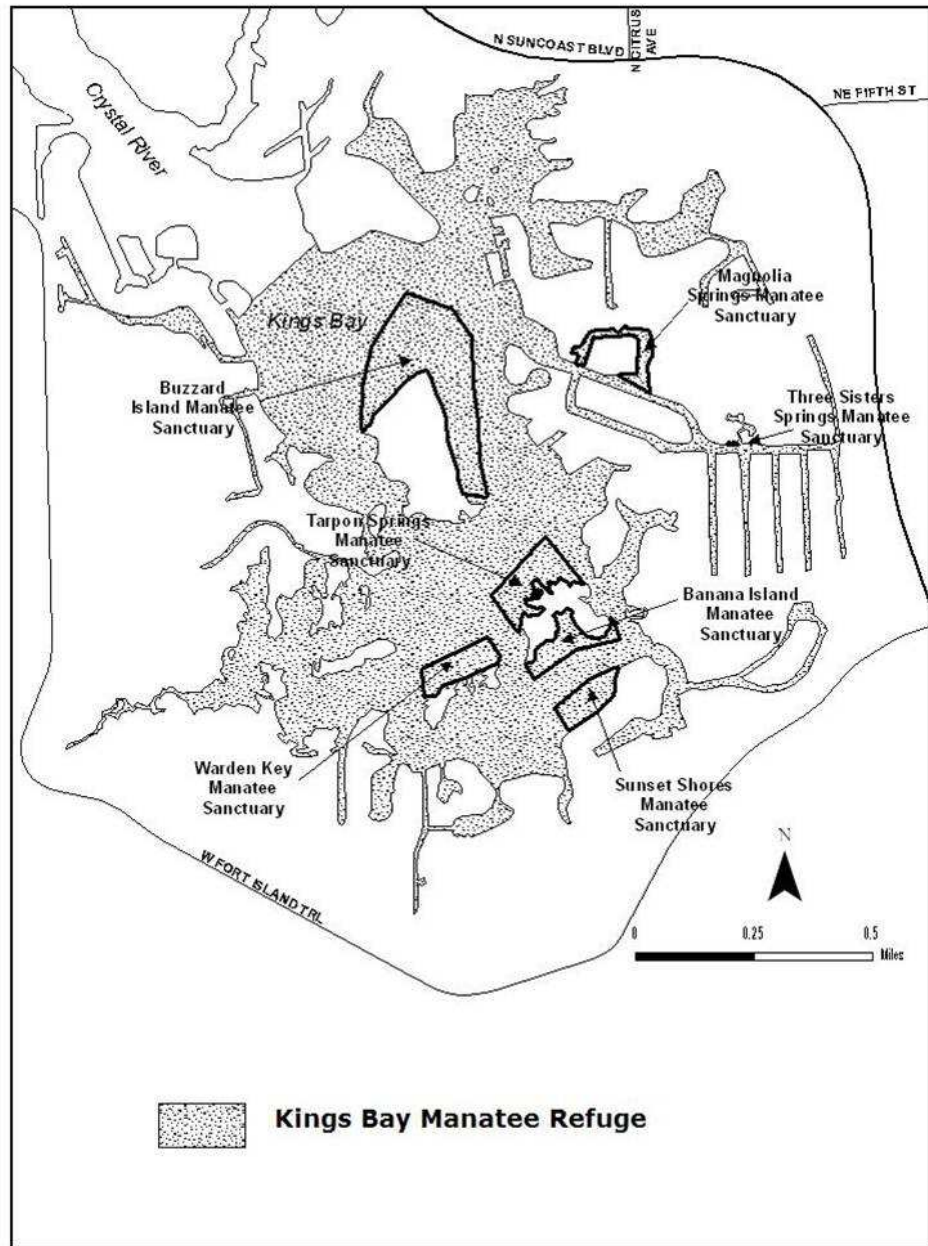 N SUNCOAST BLVD
N CITRUS
AVE
NE FIFTH ST
Crystal River
Magnolia
Springs Manatee
Sanctuary
Kings Bay
Buzzard
Island Manatee
Sanctuary
Three Sisters
Springs Manatee
Sanctuary
Tarpon Springs
Manatee
Sanctuary
Banana Island
Manatee
Sanctuary
Warden Key
Manatee
Sanctuary
Sunset Shores
Manatee
Sanctuary
W FORT ISLAND TRL
N
0 0.25 0.5
Miles
Kings Bay Manatee Refuge